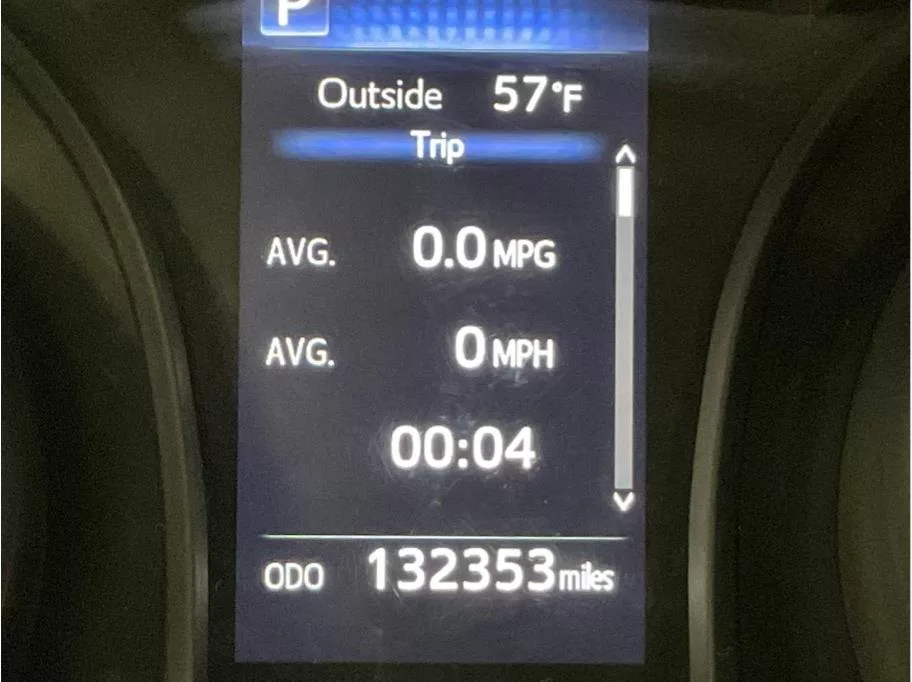 P
Outside 57°F
Trip
AVG. 0.0 MPG
AVG. 0 MPH
00:04
ODO 132353 miles